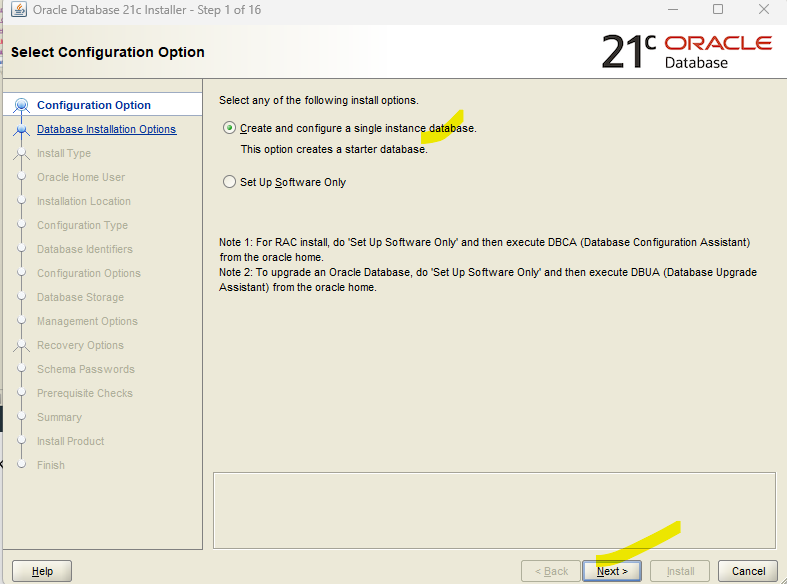 Oracle Database 21c Installer - Step 1 of 16
Select Configuration Option
21c ORACLE
Database
Configuration Option
Database Installation Options
Install Type
Oracle Home User
Installation Location
Configuration Type
Database Identifiers
Configuration Options
Database Storage
Management Options
Recovery Options
Schema Passwords
Prerequisite Checks
Summary
Install Product
Finish
Select any of the following install options.
Create and configure a single instance database.
This option creates a starter database.
Set Up Software Only
Note 1: For RAC install, do 'Set Up Software Only' and then execute DBCA (Database Configuration Assistant)
from the oracle home.
Note 2: To upgrade an Oracle Database, do 'Set Up Software Only' and then execute DBUA (Database Upgrade
Assistant) from the oracle home.
Help
< Back
Next >
Install
Cancel